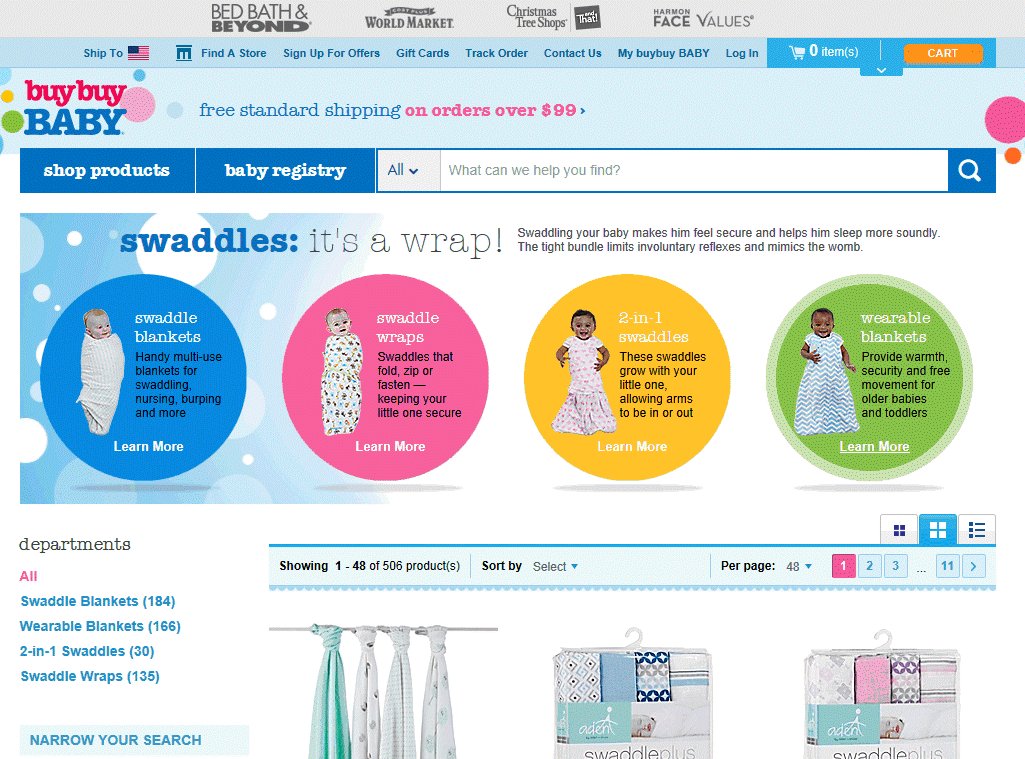 BED BATH & BEYOND®
COST PLUS WORLD MARKET.
Christmas Tree Shops and That!
HARMON FACE VALUES®
Ship To
Find A Store
Sign Up For Offers
Gift Cards
Track Order
Contact Us
My buybuy BABY
Log In
0 item(s)
CART
buybuy
BABY
free standard shipping on orders over $99 ›
shop products
baby registry
All
What can we help you find?
swaddles: it's a wrap!
Swaddling your baby makes him feel secure and helps him sleep more soundly.
The tight bundle limits involuntary reflexes and mimics the womb.
swaddle
blankets
Handy multi-use
blankets for
swaddling,
nursing, burping
and more
Learn More
swaddle
wraps
Swaddles that
fold, zip or
fasten —
keeping your
little one secure
Learn More
2-in-1
swaddles
These swaddles
grow with your
little one,
allowing arms
to be in or out
Learn More
wearable
blankets
Provide warmth,
security and free
movement for
older babies
and toddlers
Learn More
departments
All
Swaddle Blankets (184)
Wearable Blankets (166)
2-in-1 Swaddles (30)
Swaddle Wraps (135)
NARROW YOUR SEARCH
Showing 1 - 48 of 506 product(s)
Sort by Select
Per page: 48
1 2 3 ... 11 >
aden
swaddleplus
aden
swaddleplus